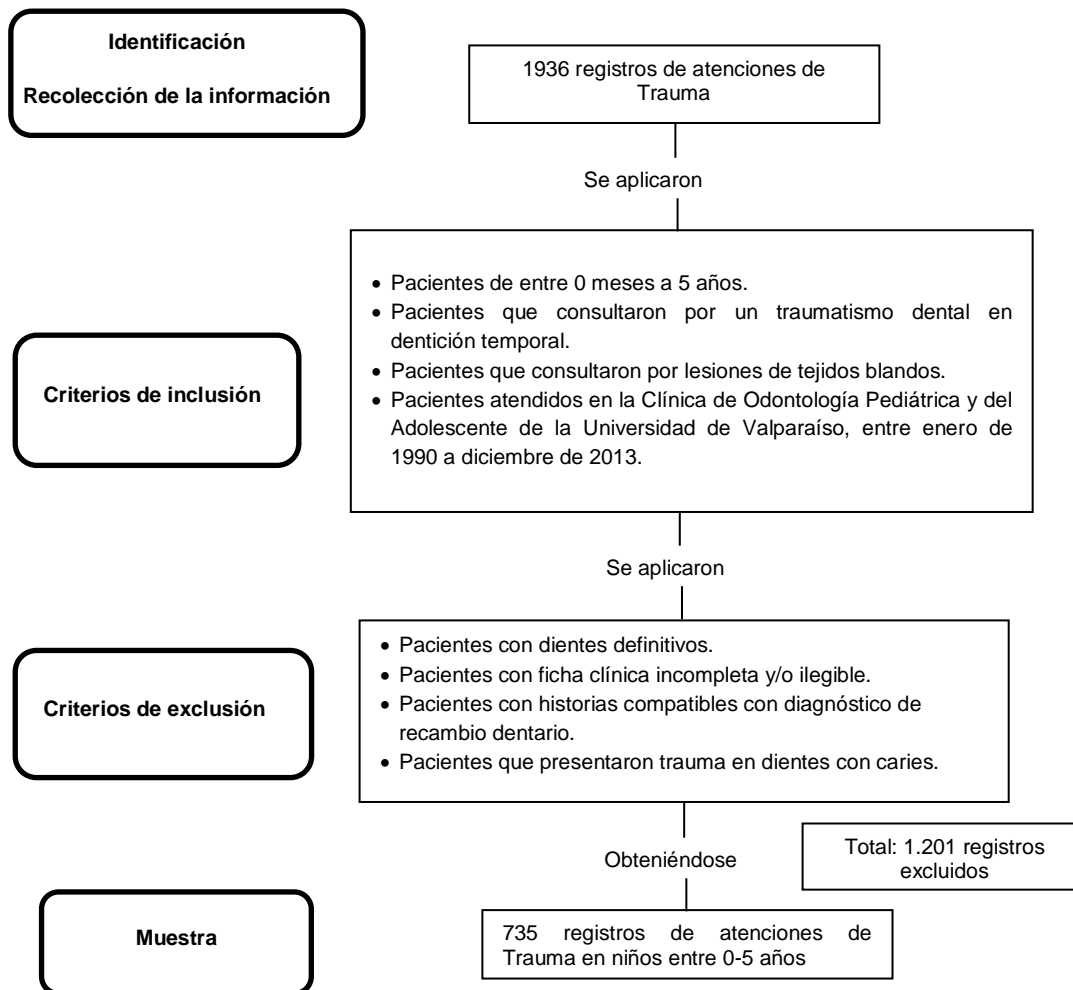 Identificación
Recolección de la información
1936 registros de atenciones de
Trauma
Se aplicaron
Criterios de inclusión
• Pacientes de entre 0 meses a 5 años.
• Pacientes que consultaron por un traumatismo dental en
dentición temporal.
• Pacientes que consultaron por lesiones de tejidos blandos.
• Pacientes atendidos en la Clínica de Odontología Pediátrica y del
Adolescente de la Universidad de Valparaíso, entre enero de
1990 a diciembre de 2013.
Se aplicaron
Criterios de exclusión
• Pacientes con dientes definitivos.
• Pacientes con ficha clínica incompleta y/o ilegible.
• Pacientes con historias compatibles con diagnóstico de
recambio dentario.
• Pacientes que presentaron trauma en dientes con caries.
Obteniéndose
Total: 1.201 registros
excluidos
Muestra
735 registros de atenciones de
Trauma en niños entre 0-5 años